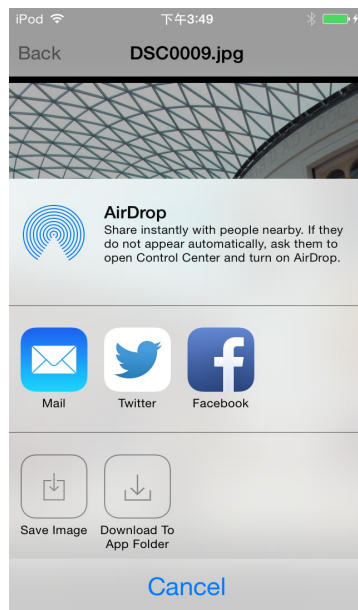 iPod 下午3:49
Back DSC0009.jpg
AirDrop
Share instantly with people nearby. If they
do not appear automatically, ask them to
open Control Center and turn on AirDrop.
Mail Twitter Facebook
Save Image Download To
App Folder
Cancel